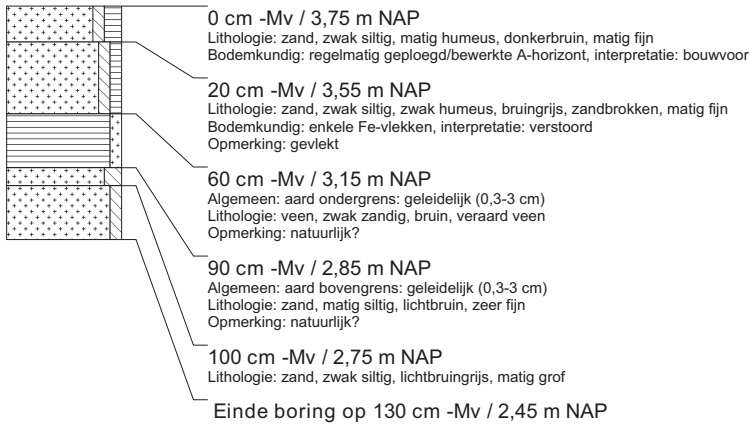 0 cm -Mv / 3,75 m NAP
Lithologie: zand, zwak siltig, matig humeus, donkerbruin, matig fijn
Bodemkundig: regelmatig geploegd/bewerkte A-horizont, interpretatie: bouwvoor
20 cm -Mv / 3,55 m NAP
Lithologie: zand, zwak siltig, zwak humeus, bruingrijs, zandbrokken, matig fijn
Bodemkundig: enkele Fe-vlekken, interpretatie: verstoord
Opmerking: gevlekt
60 cm -Mv / 3,15 m NAP
Algemeen: aard ondergrens: geleidelijk (0,3-3 cm)
Lithologie: veen, zwak zandig, bruin, veraard veen
Opmerking: natuurlijk?
90 cm -Mv / 2,85 m NAP
Algemeen: aard bovengrens: geleidelijk (0,3-3 cm)
Lithologie: zand, matig siltig, lichtbruin, zeer fijn
Opmerking: natuurlijk?
100 cm -Mv / 2,75 m NAP
Lithologie: zand, zwak siltig, lichtbruingrijs, matig grof
Einde boring op 130 cm -Mv / 2,45 m NAP